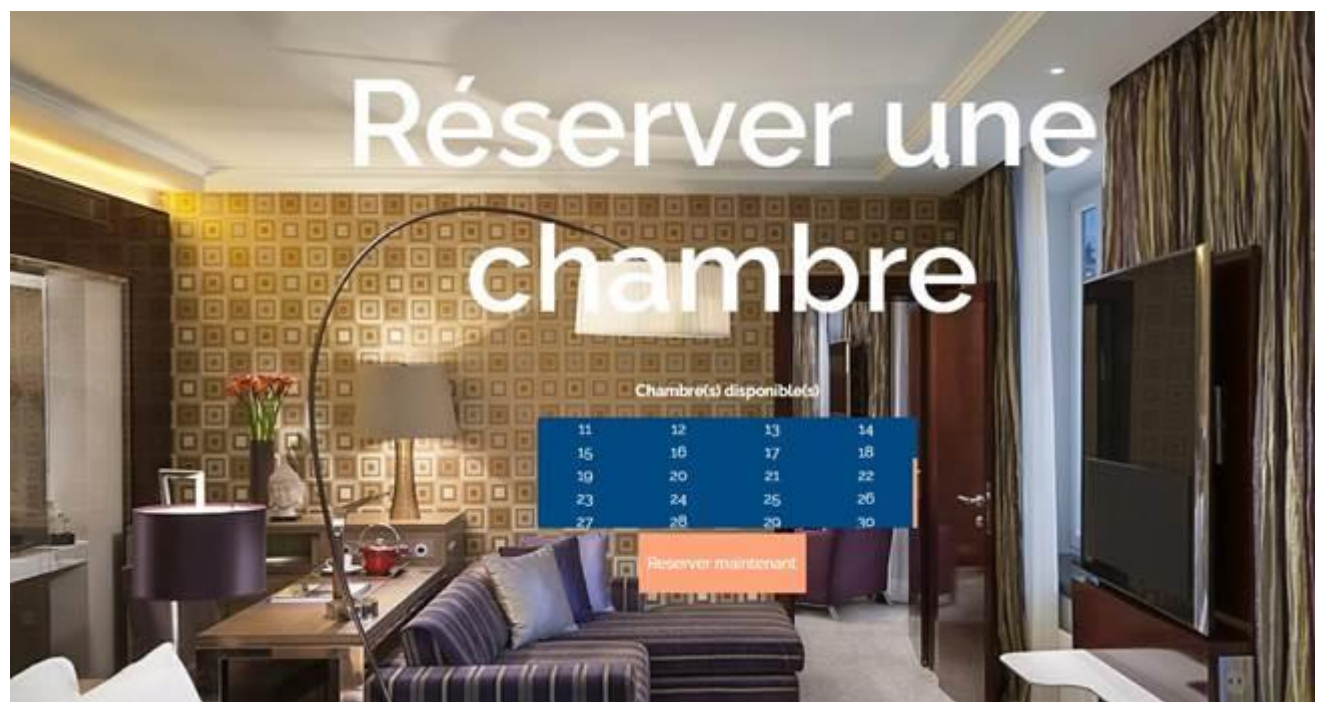 Réserver une
chambre
Chambre(s) disponible(s)
11 12 13 14
15 16 17 18
19 20 21 22
23 24 25 26
27 28 29 30
Reserver maintenant